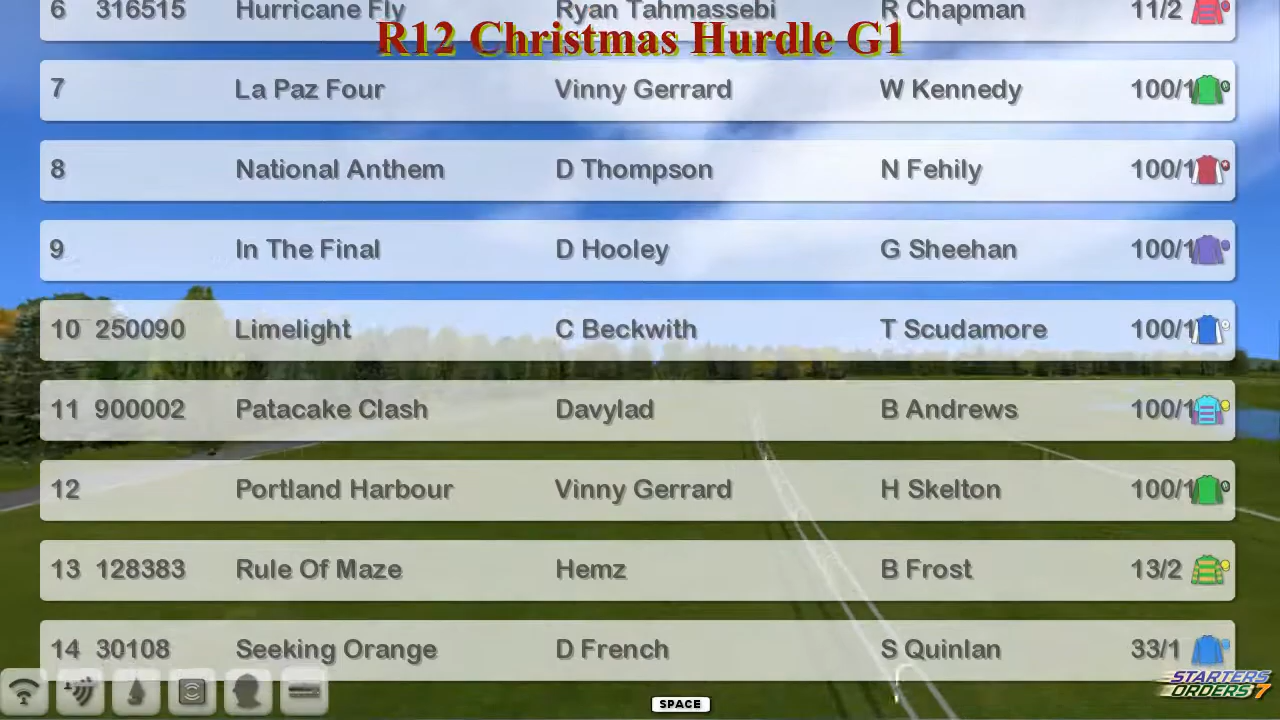 6 316515 Hurricane Fly Ryan Tahmassebi R Chapman 11/2
R12 Christmas Hurdle G1
7 La Paz Four Vinny Gerrard W Kennedy 100/1
8 National Anthem D Thompson N Fehily 100/1
9 In The Final D Hooley G Sheehan 100/1
10 250090 Limelight C Beckwith T Scudamore 100/1
11 900002 Patacake Clash Davylad B Andrews 100/1
12 Portland Harbour Vinny Gerrard H Skelton 100/1
13 128383 Rule Of Maze Hemz B Frost 13/2
14 30108 Seeking Orange D French S Quinlan 33/1
STARTERS
ORDERS 7
SPACE